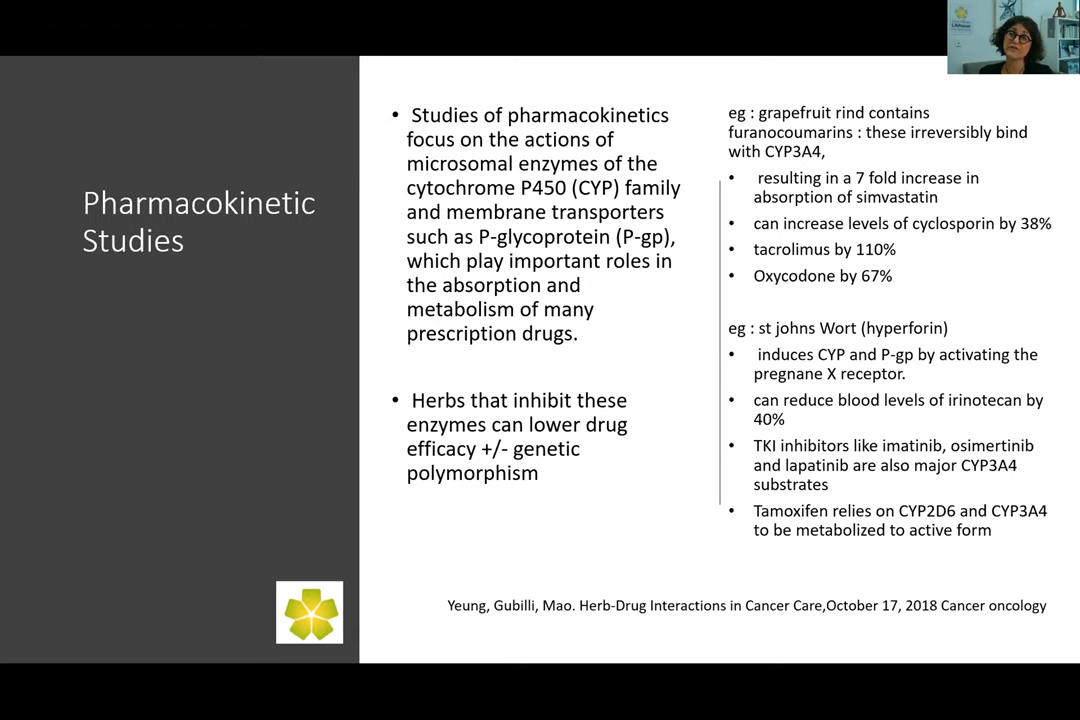 Pharmacokinetic
Studies
• Studies of pharmacokinetics
focus on the actions of
microsomal enzymes of the
cytochrome P450 (CYP) family
and membrane transporters
such as P-glycoprotein (P-gp),
which play important roles in
the absorption and
metabolism of many
prescription drugs.
• Herbs that inhibit these
enzymes can lower drug
efficacy +/- genetic
polymorphism
eg : grapefruit rind contains
furanocoumarins : these irreversibly bind
with CYP3A4,
• resulting in a 7 fold increase in
absorption of simvastatin
• can increase levels of cyclosporin by 38%
• tacrolimus by 110%
• Oxycodone by 67%
eg : st johns Wort (hyperforin)
• induces CYP and P-gp by activating the
pregnane X receptor.
• can reduce blood levels of irinotecan by
40%
• TKI inhibitors like imatinib, osimertinib
and lapatinib are also major CYP3A4
substrates
• Tamoxifen relies on CYP2D6 and CYP3A4
to be metabolized to active form
Yeung, Gubilli, Mao. Herb-Drug Interactions in Cancer Care,October 17, 2018 Cancer oncology